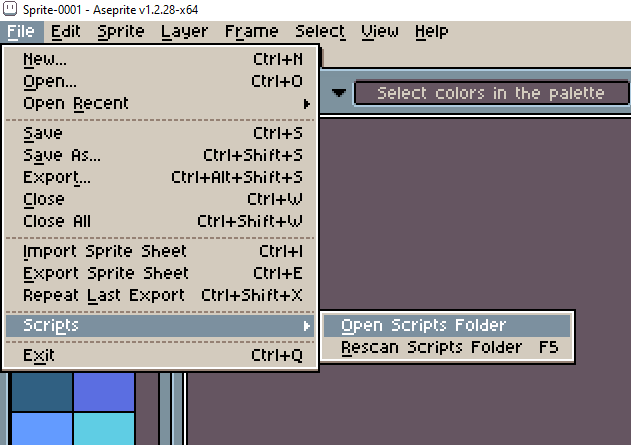 Sprite-0001 - Aseprite v1.2.28-x64
File Edit Sprite Layer Frame Select View Help
New... Ctrl+N
Open... Ctrl+O
Open Recent
Select colors in the palette
Save Ctrl+S
Save As... Ctrl+Shift+S
Export... Ctrl+Alt+Shift+S
Close Ctrl+W
Close All Ctrl+Shift+W
Import Sprite Sheet Ctrl+I
Export Sprite Sheet Ctrl+E
Repeat Last Export Ctrl+Shift+X
Scripts
Open Scripts Folder
Rescan Scripts Folder F5
Exit Ctrl+Q